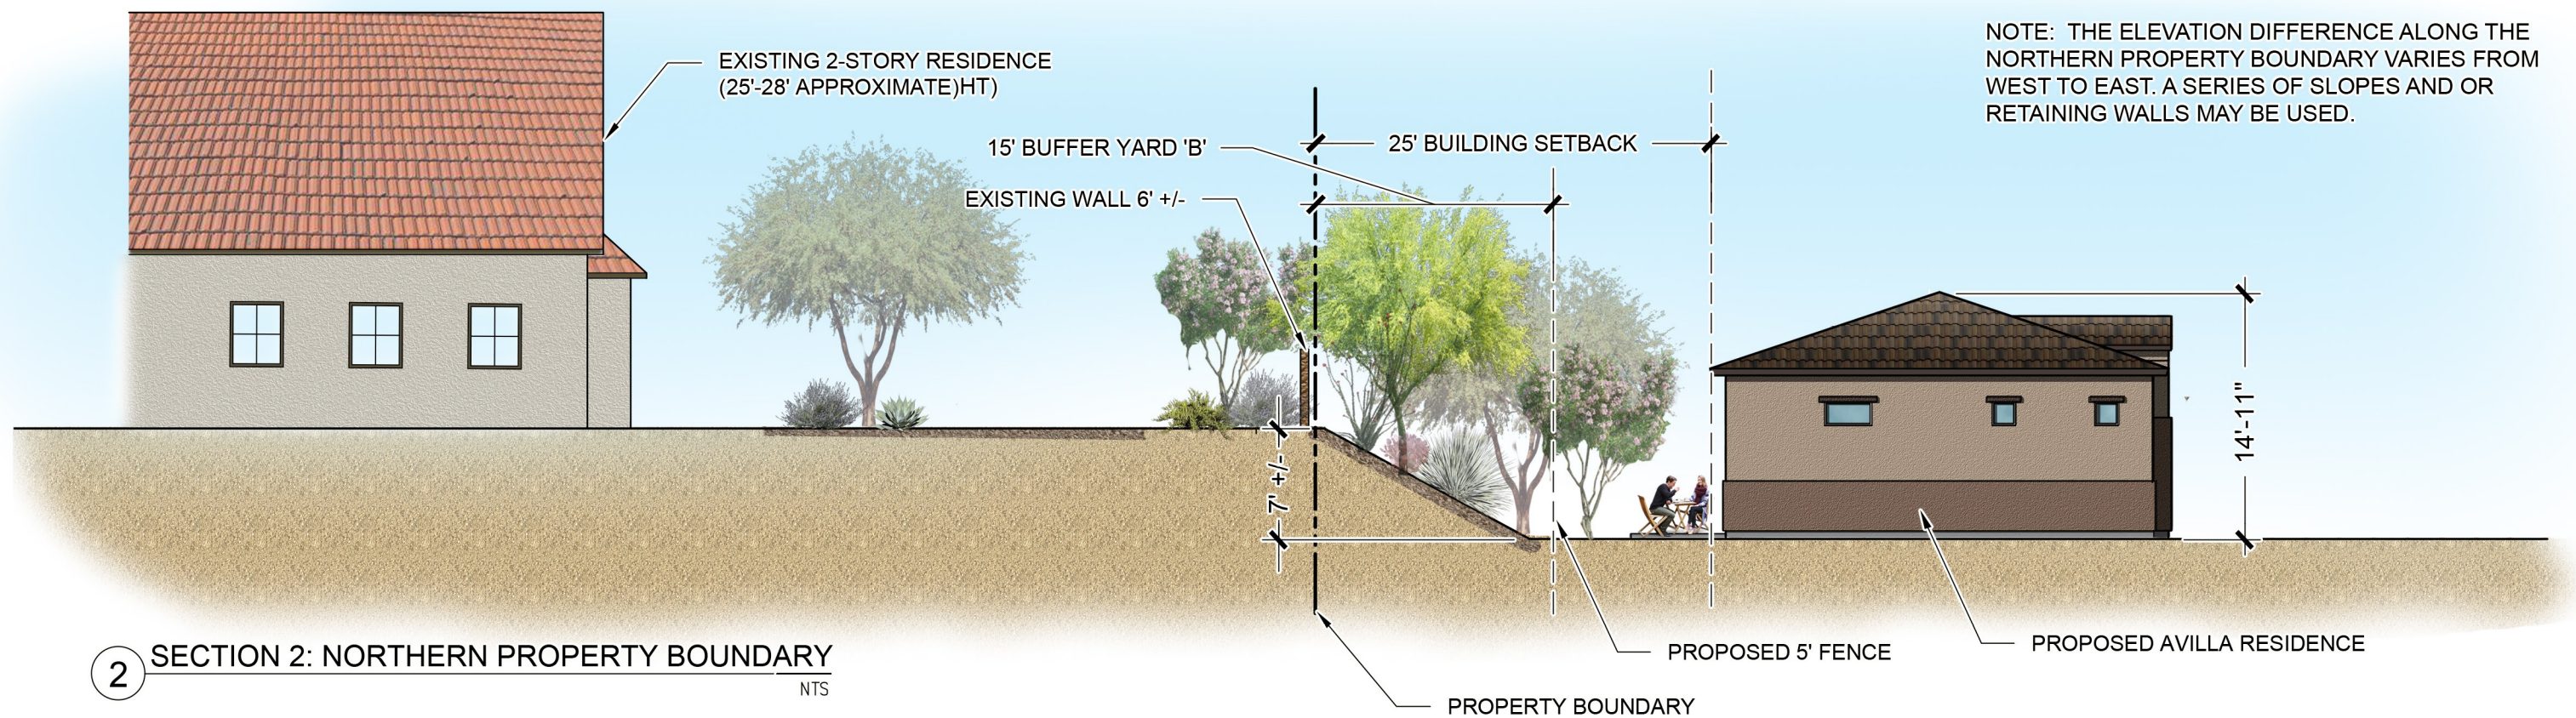 EXISTING 2-STORY RESIDENCE
(25'-28' APPROXIMATE)HT)
NOTE: THE ELEVATION DIFFERENCE ALONG THE
NORTHERN PROPERTY BOUNDARY VARIES FROM
WEST TO EAST. A SERIES OF SLOPES AND OR
RETAINING WALLS MAY BE USED.
15' BUFFER YARD 'B'
25' BUILDING SETBACK
EXISTING WALL 6' +/-
7' +/-
14'-11"
PROPOSED 5' FENCE
PROPOSED AVILLA RESIDENCE
PROPERTY BOUNDARY
2
SECTION 2: NORTHERN PROPERTY BOUNDARY
NTS